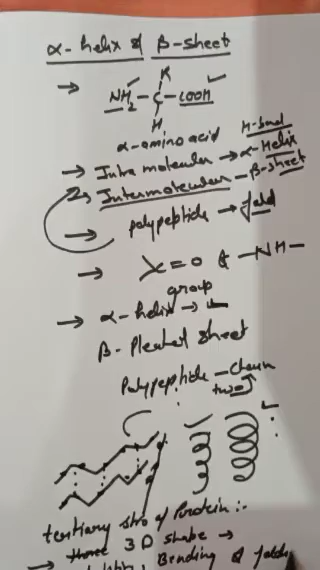 α-helix & β-sheet
→ R
NH2 - C - COOH
H
α-amino acid
H-bond
→ Intra molecular → α-Helix
→ Intermolecular - β-sheet
→ polypeptide → fold
→ C=O & -NH-
group
→ α-helix →
β-Pleated sheet
Polypeptide - Chain
two
tertiary str of Protein:-
→ three 3D shape →
→ Bending & folding